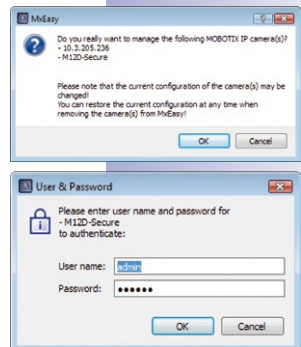 MxEasy
Do you really want to manage the following MOBOTIX IP camera(s)?
- 10.3.205.236
- M12D-Secure
Please note that the current configuration of the camera(s) may be
changed!
You can restore the current configuration at any time when
removing the camera(s) from MxEasy!
OK Cancel
User & Password
Please enter user name and password for
- M12D-Secure
to authenticate:
User name: admin
Password: ●●●●●●
OK Cancel